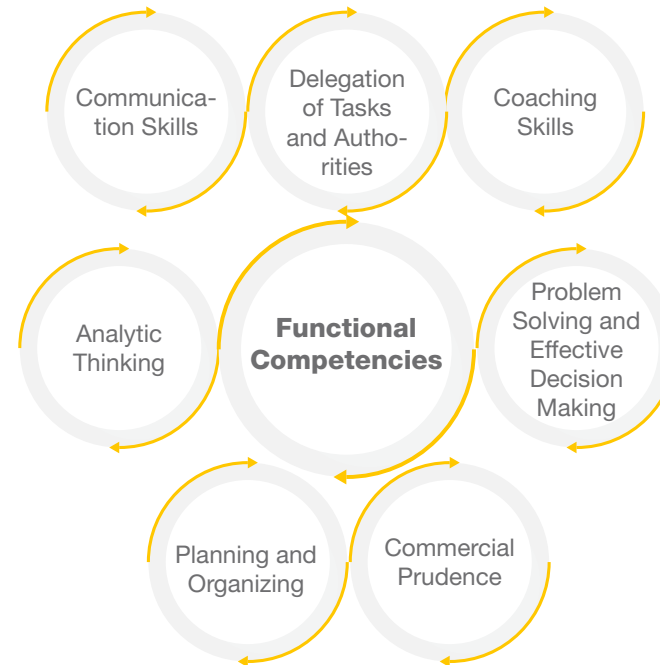 Communica-
tion Skills
Delegation
of Tasks
and Autho-
rities
Coaching
Skills
Analytic
Thinking
Functional
Competencies
Problem
Solving and
Effective
Decision
Making
Planning and
Organizing
Commercial
Prudence